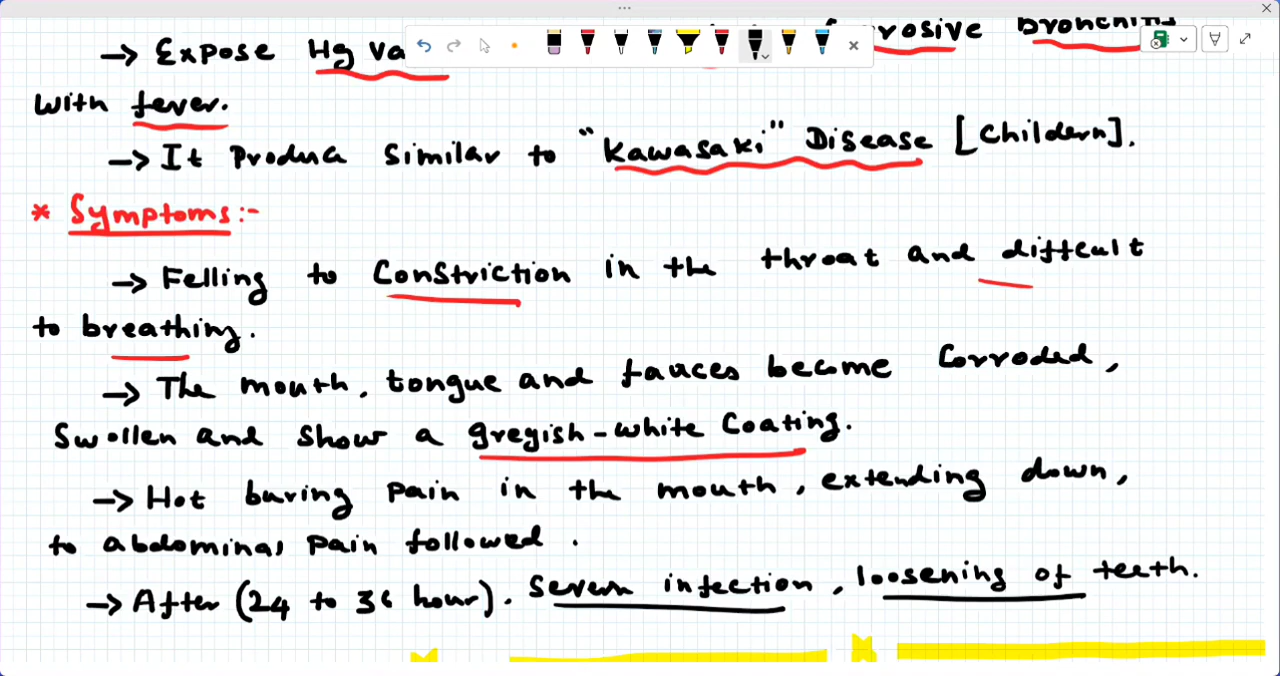 → Expose Hg Va rosive Bronchitis
with fever.
→ It Produce Similar to "Kawasaki" Disease [Childern].
* Symptoms:-
→ Felling to Constriction in the throat and difficult
to breathing.
→ The mouth, tongue and fauces become Corroded,
Swollen and Show a greyish-white Coating.
→ Hot buring Pain in the mouth, extending down,
to abdominal Pain followed.
→ After (24 to 36 hour). Severe infection, loosening of teeth.